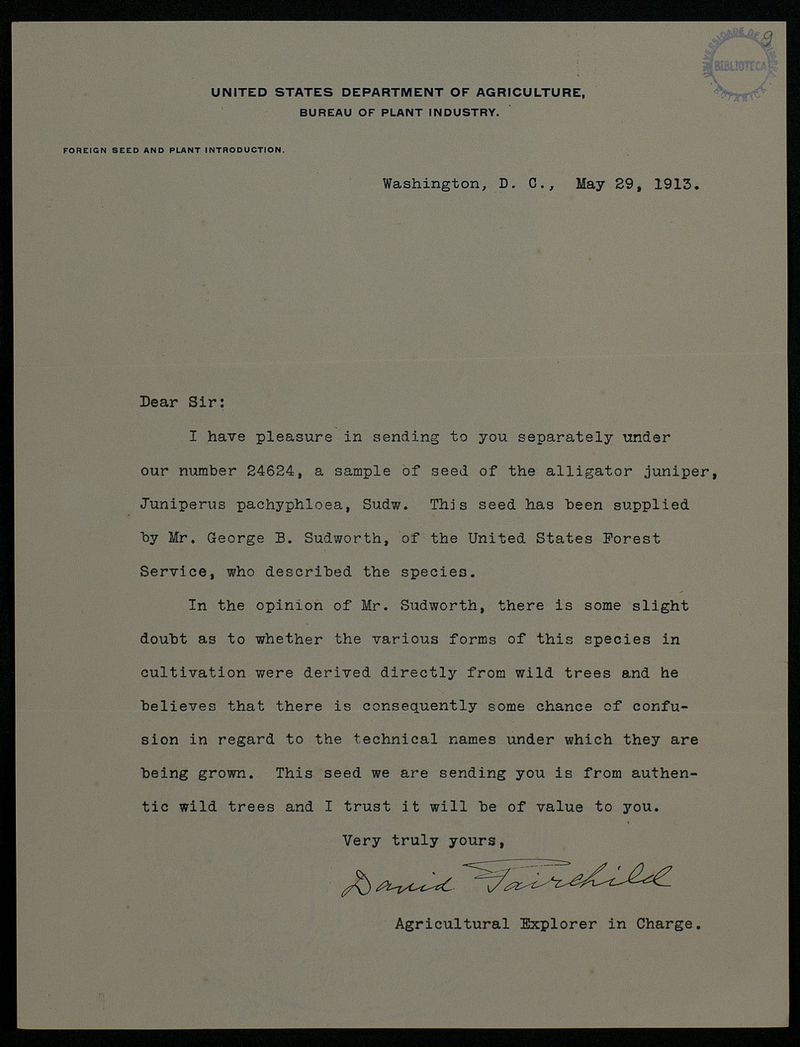 9
BIBLIOTECA
UNITED STATES DEPARTMENT OF AGRICULTURE,
BUREAU OF PLANT INDUSTRY.
FOREIGN SEED AND PLANT INTRODUCTION.
Washington, D. C., May 29, 1913.
Dear Sir:
I have pleasure in sending to you separately under
our number 24624, a sample of seed of the alligator juniper,
Juniperus pachyphloea, Sudw. This seed has been supplied
by Mr. George B. Sudworth, of the United States Forest
Service, who described the species.
In the opinion of Mr. Sudworth, there is some slight
doubt as to whether the various forms of this species in
cultivation were derived directly from wild trees and he
believes that there is consequently some chance of confu-
sion in regard to the technical names under which they are
being grown. This seed we are sending you is from authen-
tic wild trees and I trust it will be of value to you.
Very truly yours,
David Fairchild
Agricultural Explorer in Charge.